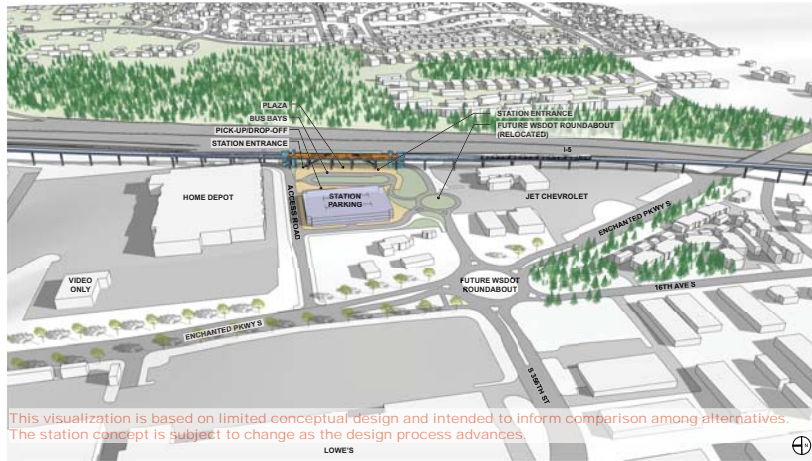 PLAZA
BUS BAYS
PICK-UP/DROP-OFF
STATION ENTRANCE
STATION ENTRANCE
FUTURE WSDOT ROUNDABOUT
(RELOCATED)
I-5
HOME DEPOT
ACCESS ROAD
STATION
PARKING
JET CHEVROLET
ENCHANTED PKWY S
VIDEO
ONLY
FUTURE WSDOT
ROUNDABOUT
16TH AVE S
ENCHANTED PKWY S
S 356TH ST
This visualization is based on limited conceptual design and intended to inform comparison among alternatives.
The station concept is subject to change as the design process advances.
LOWE'S
N